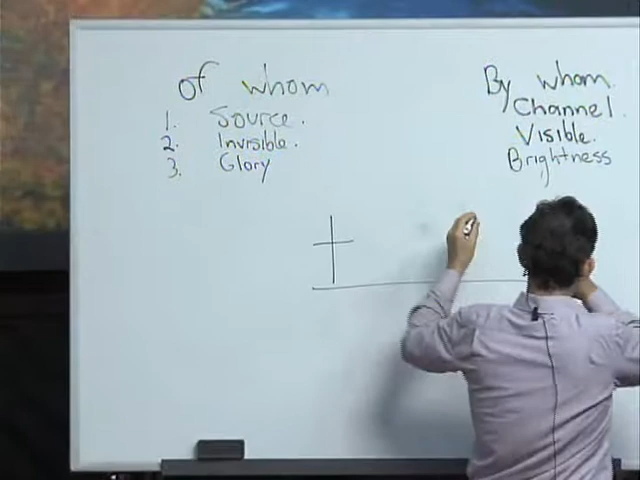 of whom
1. Source.
2. Invisible.
3. Glory
By whom.
Channel.
Visible.
Brightness